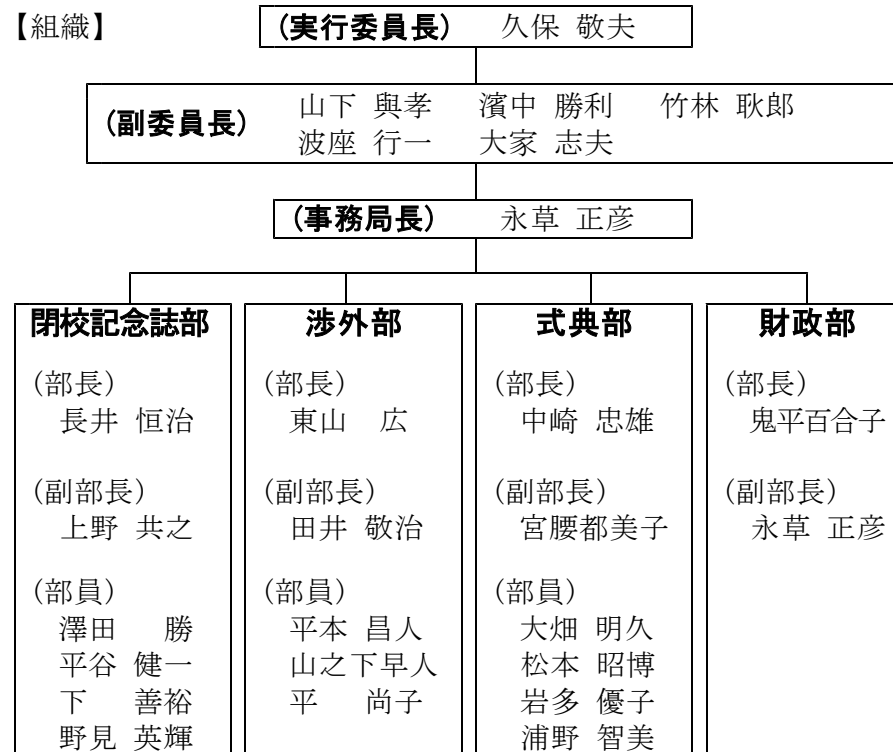 【組織】
(実行委員長) 久保 敬夫
(副委員長) 山下 與孝 濱中 勝利 竹林 耿郎
波座 行一 大家 志夫
(事務局長) 永草 正彦
閉校記念誌部
(部長)
長井 恒治
(副部長)
上野 共之
(部員)
澤田 勝
平谷 健一
下 善裕
野見 英輝
渉外部
(部長)
東山 広
(副部長)
田井 敬治
(部員)
平本 昌人
山之下早人
平 尚子
式典部
(部長)
中崎 忠雄
(副部長)
宮腰都美子
(部員)
大畑 明久
松本 昭博
岩多 優子
浦野 智美
財政部
(部長)
鬼平百合子
(副部長)
永草 正彦